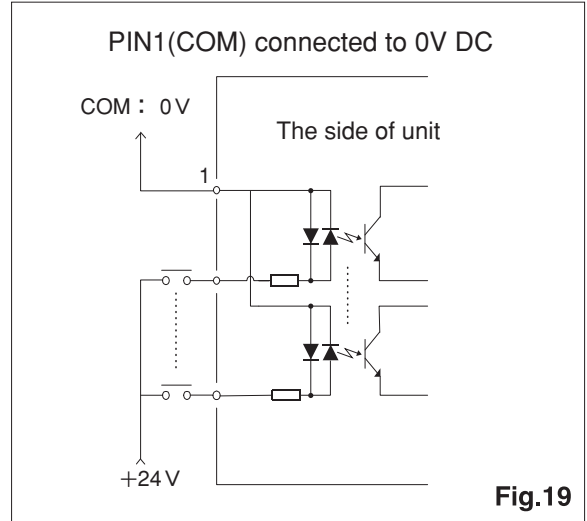 PIN1(COM) connected to 0V DC
COM： 0V
The side of unit
1
+24V
Fig.19